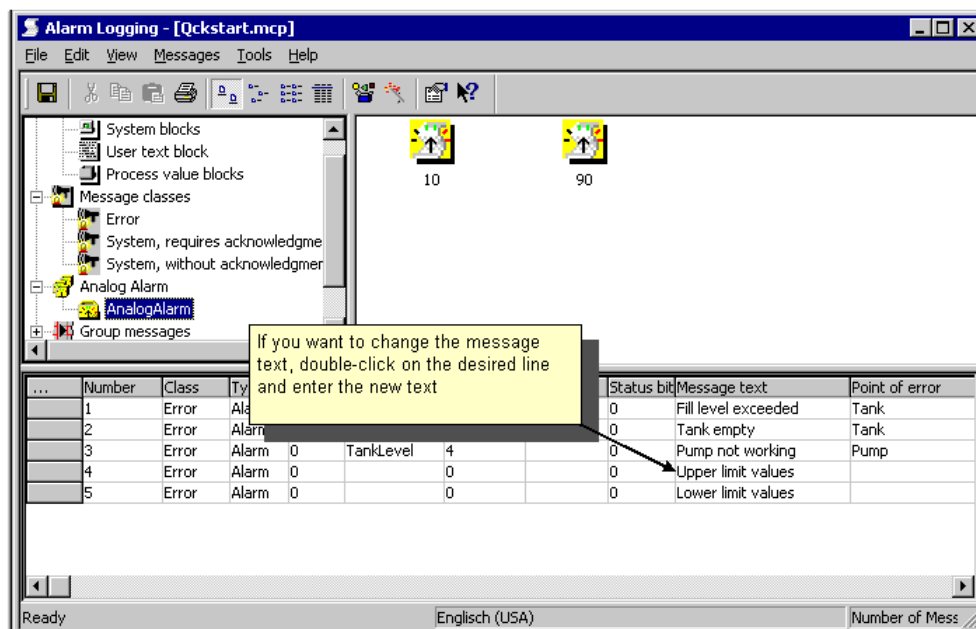 Alarm Logging - [Qckstart.mcp]
File Edit View Messages Tools Help
System blocks
User text block
Process value blocks
Message classes
Error
System, requires acknowledgme
System, without acknowledgmer
Analog Alarm
AnalogAlarm
Group messages
10
90
If you want to change the message
text, double-click on the desired line
and enter the new text
... Number Class Ty Status bit Message text Point of error
1 Error Ala 0 Fill level exceeded Tank
2 Error Alarm 0 Tank empty Tank
3 Error Alarm 0 TankLevel 4 0 Pump not working Pump
4 Error Alarm 0 0 0 Upper limit values
5 Error Alarm 0 0 0 Lower limit values
Ready Englisch (USA) Number of Mess